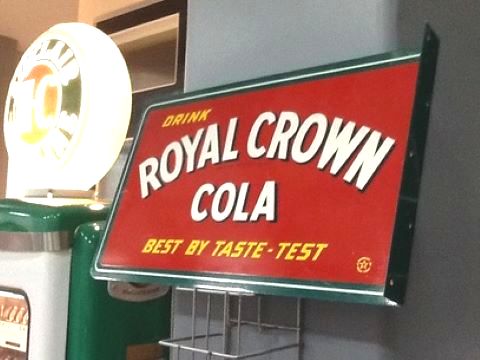 DRINK
ROYAL CROWN
COLA
BEST BY TASTE-TEST